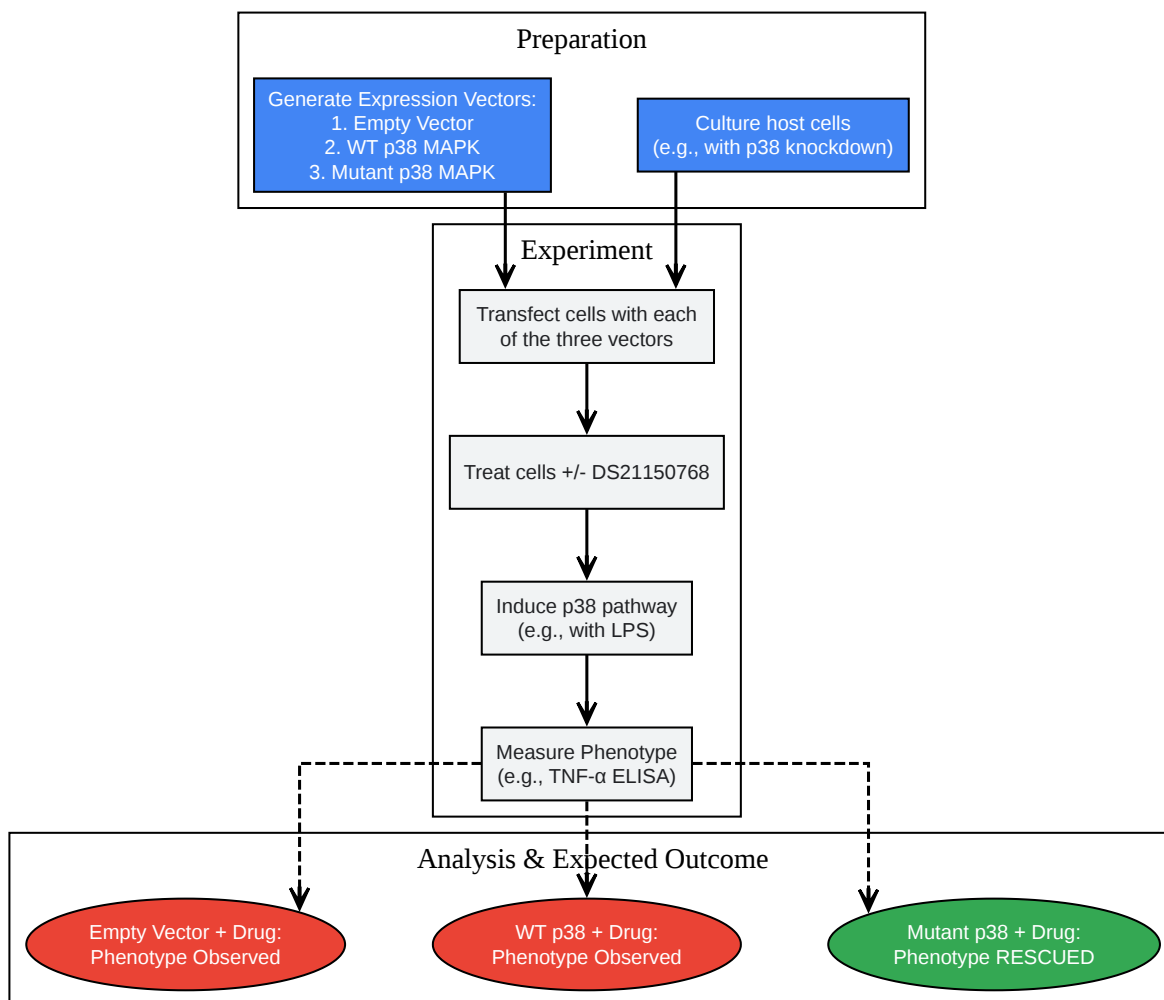 Preparation
Generate Expression Vectors:
1. Empty Vector
2. WT p38 MAPK
3. Mutant p38 MAPK
Culture host cells
(e.g., with p38 knockdown)
Experiment
Transfect cells with each
of the three vectors
Treat cells +/- DS21150768
Induce p38 pathway
(e.g., with LPS)
Measure Phenotype
(e.g., TNF-α ELISA)
Analysis & Expected Outcome
Empty Vector + Drug:
Phenotype Observed
WT p38 + Drug:
Phenotype Observed
Mutant p38 + Drug:
Phenotype RESCUED